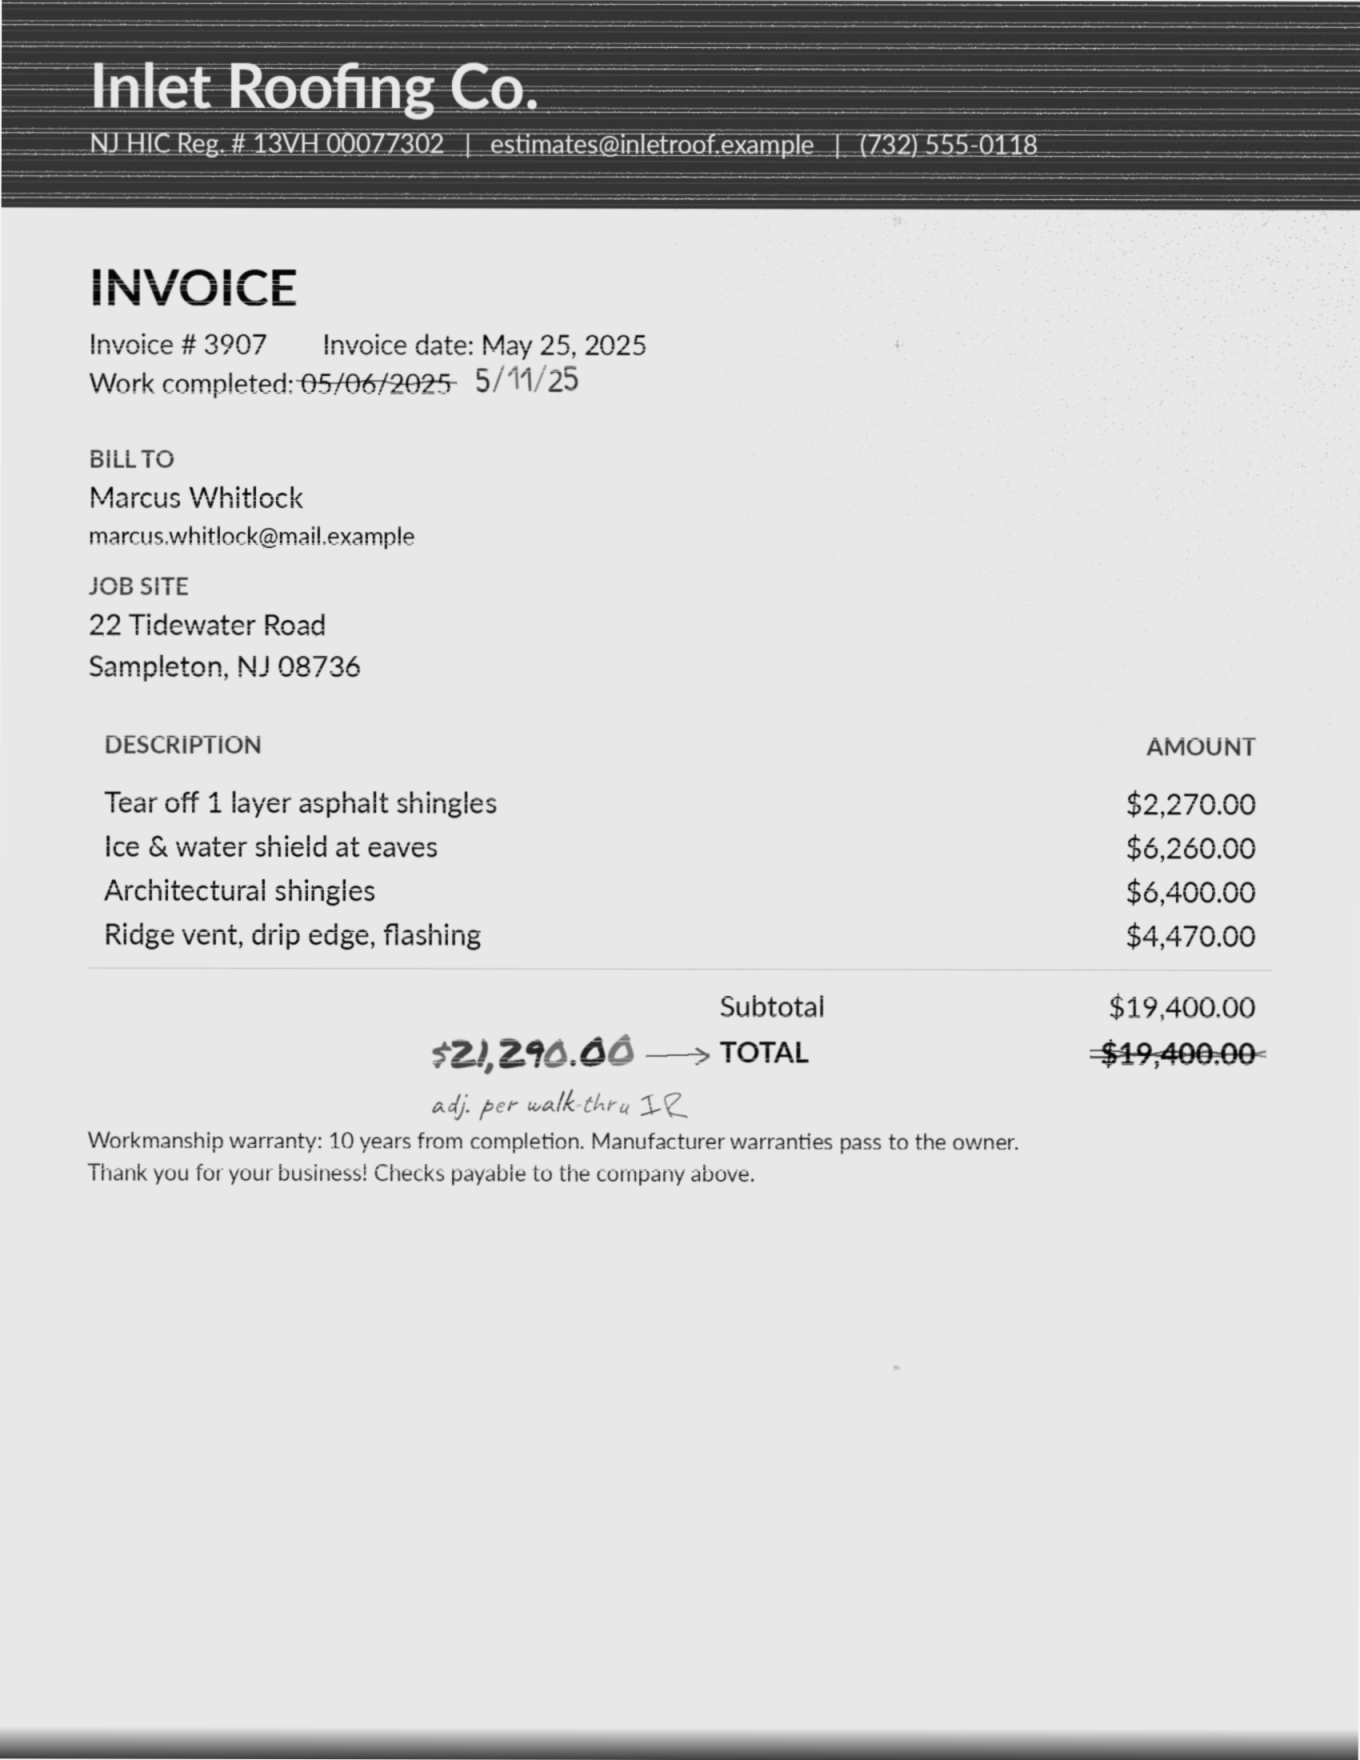 Inlet Roofing Co.
NJ HIC Reg. # 13VH 00077302 | estimates@inletroof.example | (732) 555-0118
INVOICE
Invoice # 3907 Invoice date: May 25, 2025
Work completed: 05/06/2025 5/11/25
BILL TO
Marcus Whitlock
marcus.whitlock@mail.example
JOB SITE
22 Tidewater Road
Sampleton, NJ 08736
DESCRIPTION AMOUNT
Tear off 1 layer asphalt shingles $2,270.00
Ice & water shield at eaves $6,260.00
Architectural shingles $6,400.00
Ridge vent, drip edge, flashing $4,470.00
Subtotal $19,400.00
$21,290.00 → TOTAL $19,400.00
adj. per walk-thru IR
Workmanship warranty: 10 years from completion. Manufacturer warranties pass to the owner.
Thank you for your business! Checks payable to the company above.